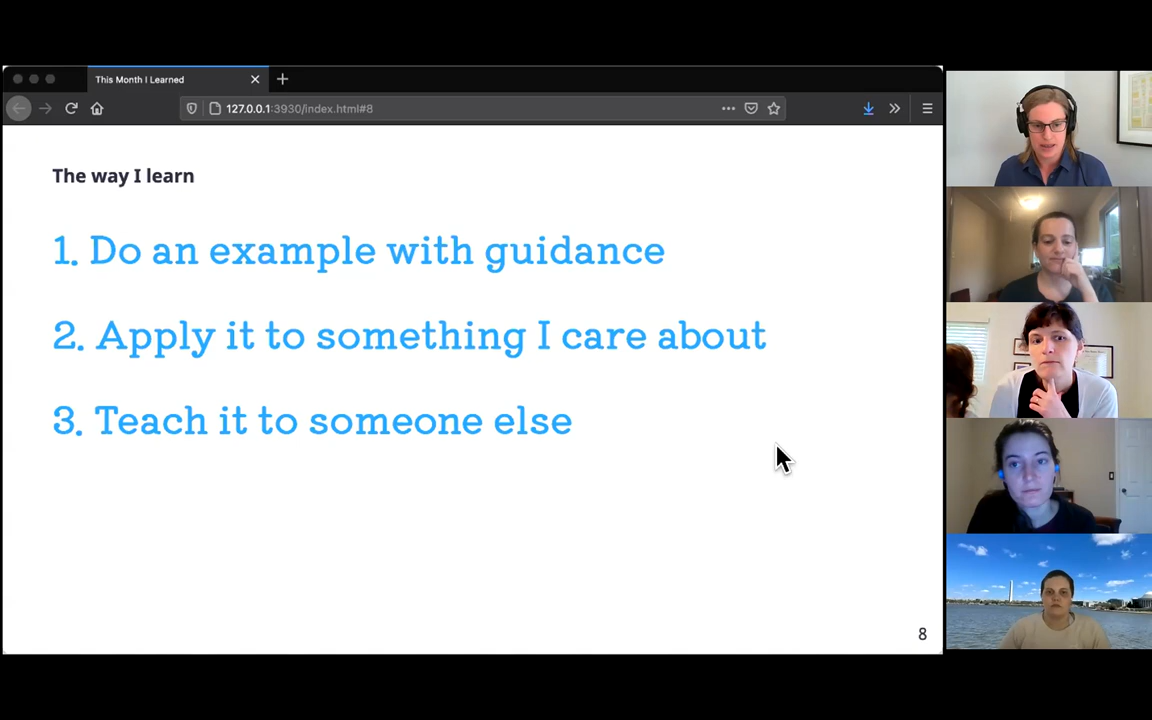 This Month I Learned
127.0.0.1:3930/index.html#8
The way I learn
1. Do an example with guidance
2. Apply it to something I care about
3. Teach it to someone else
8